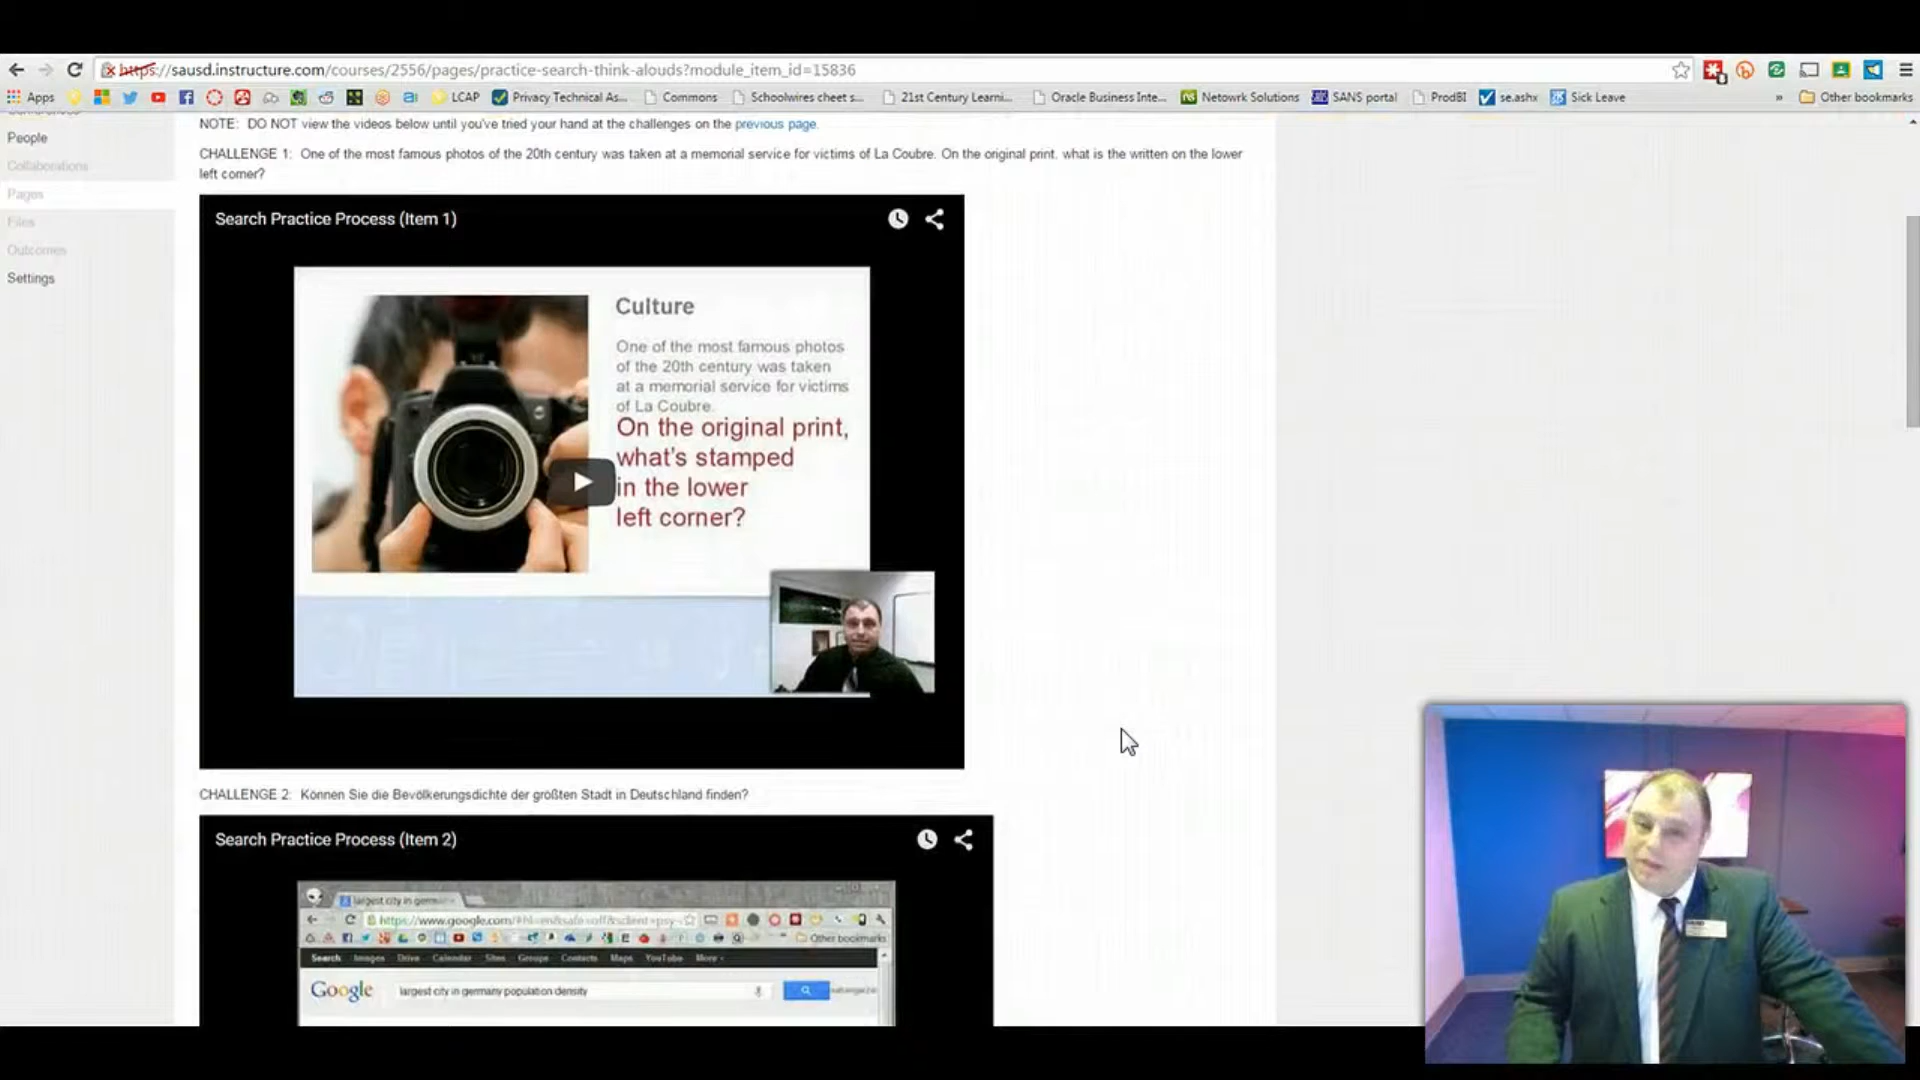 https://sausd.instructure.com/courses/2556/pages/practice-search-think-alouds?module_item_id=15836
Apps LCAP Privacy Technical As... Commons Schoolwires cheet s... 21st Century Learni... Oracle Business Inte... Netowrk Solutions SANS portal ProdBI se.ashx Sick Leave » Other bookmarks
People
Collaborations
Pages
Files
Outcomes
Settings
NOTE: DO NOT view the videos below until you've tried your hand at the challenges on the previous page.
CHALLENGE 1: One of the most famous photos of the 20th century was taken at a memorial service for victims of La Coubre. On the original print, what is the written on the lower
left corner?
Search Practice Process (Item 1)
Culture
One of the most famous photos
of the 20th century was taken
at a memorial service for victims
of La Coubre.
On the original print,
what's stamped
in the lower
left corner?
CHALLENGE 2: Können Sie die Bevölkerungsdichte der großten Stadt in Deutschland finden?
Search Practice Process (Item 2)
largest city in german
Other bookmarks
Search Images Drive Calendar Sites Groups Contacts Maps YouTube More
Google largest city in germany population density